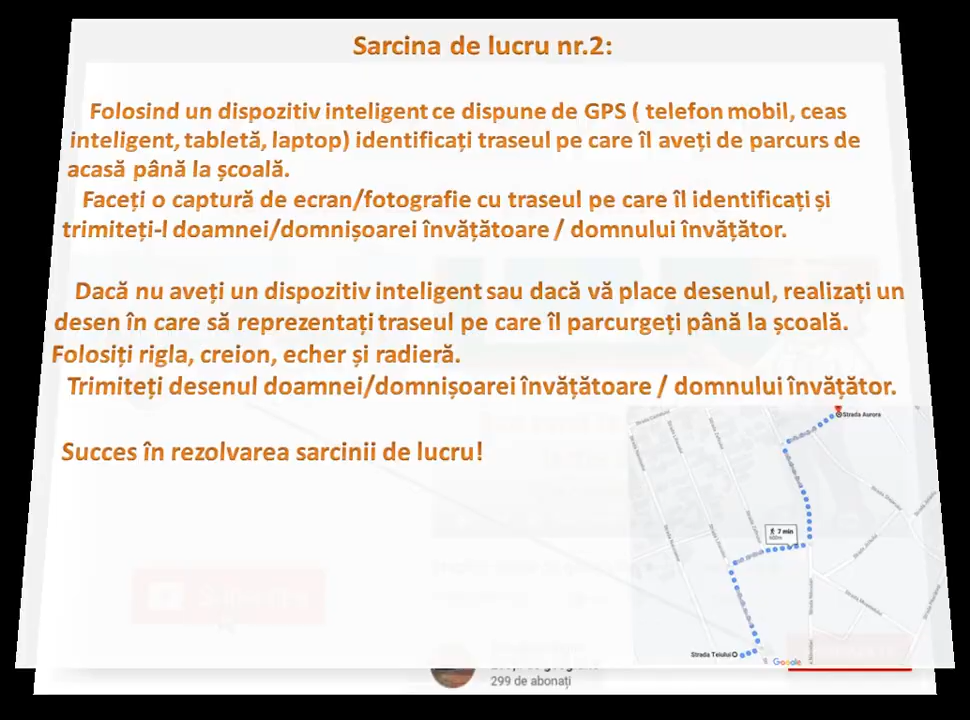 Sarcina de lucru nr.2:
Folosind un dispozitiv inteligent ce dispune de GPS ( telefon mobil, ceas
inteligent, tabletă, laptop) identificați traseul pe care îl aveți de parcurs de
acasă până la școală.
Faceți o captură de ecran/fotografie cu traseul pe care îl identificați și
trimiteți-l doamnei/domnișoarei învățătoare / domnului învățător.
Dacă nu aveți un dispozitiv inteligent sau dacă vă place desenul, realizați un
desen în care să reprezentați traseul pe care îl parcurgeți până la școală.
Folosiți rigla, creion, echer și radieră.
Trimiteți desenul doamnei/domnișoarei învățătoare / domnului învățător.
Strada Aurora
Succes în rezolvarea sarcinii de lucru!
7 min
Strada Teiului
Google
299 de abonați